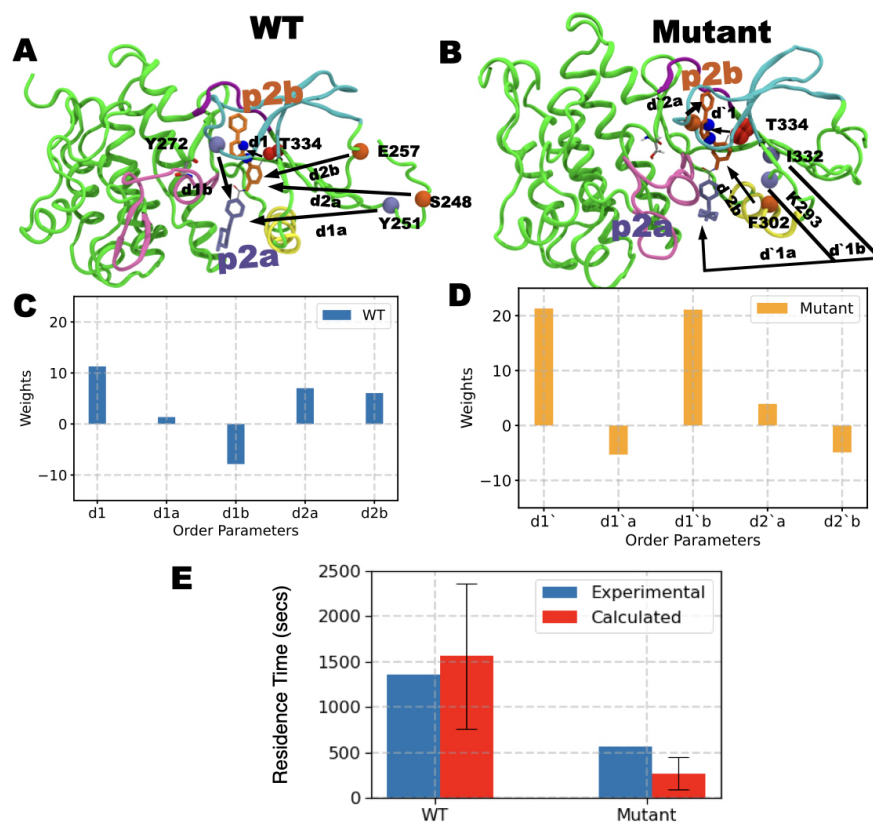 A
WT
p2b
Y272
d1
T334
E257
d2b
d1b
d2a
S248
Y251
d1a
p2a
B
Mutant
p2b
d`2a
d`1
T334
I332
K293
d`2b
p2a
F302
d`1a
d`1b
C
WT
20
10
0
−10
Weights
d1
d1a
d1b
d2a
d2b
Order Parameters
D
Mutant
20
10
0
−10
Weights
d1`
d1`a
d1`b
d2`a
d2`b
Order Parameters
E
Experimental
Calculated
2500
2000
1500
1000
500
0
Residence Time (secs)
WT
Mutant